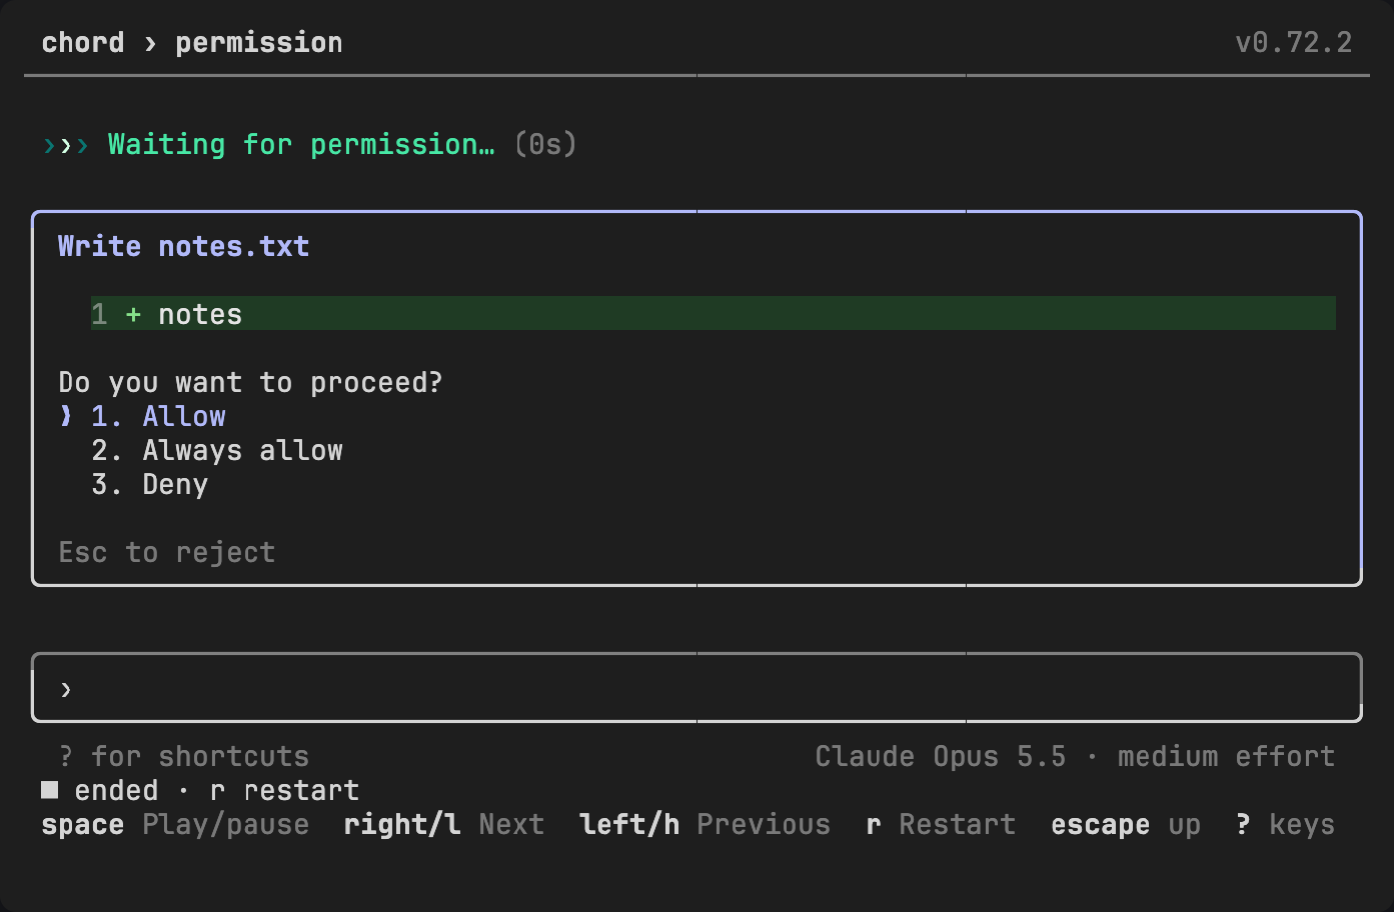 chord › permission v0.72.2
››› Waiting for permission… (0s)
Write notes.txt
1 + notes
Do you want to proceed?
❭ 1. Allow
2. Always allow
3. Deny
Esc to reject
›
? for shortcuts Claude Opus 5.5 · medium effort
■ ended · r restart
space Play/pause right/l Next left/h Previous r Restart escape up ? keys